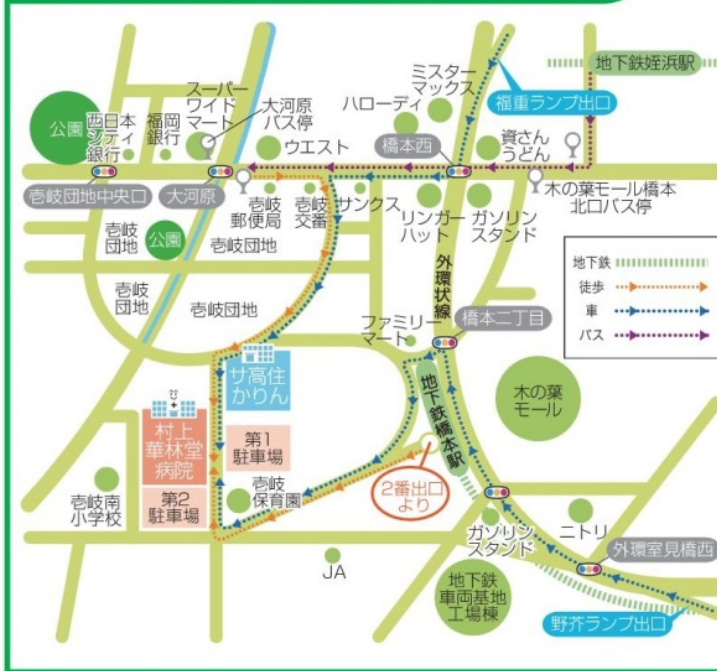 地下鉄姪浜駅
ミスター
マックス
福重ランプ出口
スーパー
ワイド
マート
大河原
バス停
ハローディ
公園
西日本
シティ
銀行
福岡
銀行
ウエスト
橋本西
資さん
うどん
壱岐団地中央口
大河原
壱岐
郵便局
壱岐
交番
サンクス
リンガー
ハット
ガソリン
スタンド
木の葉モール橋本
北口バス停
壱岐
団地
公園
壱岐団地
外環状線
地下鉄
徒歩
車
バス
壱岐
団地
壱岐団地
ファミリー
マート
橋本二丁目
サ高住
かりん
地下鉄橋本駅
木の葉
モール
村上
華林堂
病院
第1
駐車場
壱岐南
小学校
第2
駐車場
壱岐
保育園
2番出口
より
ガソリン
スタンド
ニトリ
外環室見橋西
JA
地下鉄
車両基地
工場棟
野芥ランプ出口